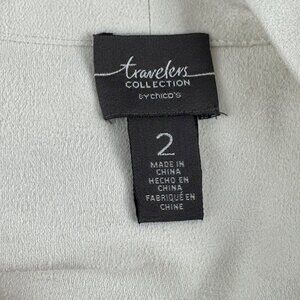 travelers
COLLECTION
BY CHICO'S
2
MADE IN
CHINA
HECHO EN
CHINA
FABRIQUÉ EN
CHINE